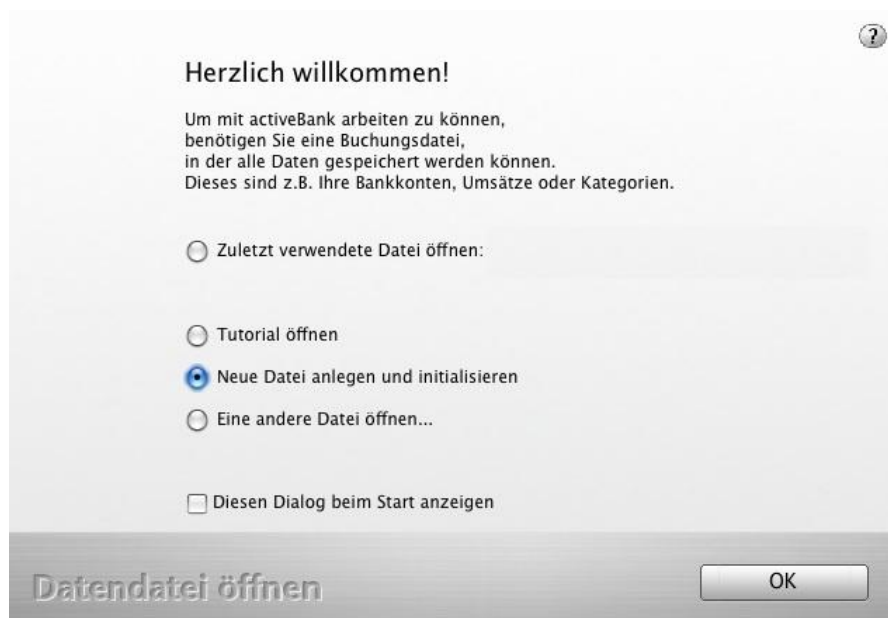 ?
Herzlich willkommen!
Um mit activeBank arbeiten zu können,
benötigen Sie eine Buchungsdatei,
in der alle Daten gespeichert werden können.
Dieses sind z.B. Ihre Bankkonten, Umsätze oder Kategorien.
Zuletzt verwendete Datei öffnen:
Tutorial öffnen
Neue Datei anlegen und initialisieren
Eine andere Datei öffnen...
Diesen Dialog beim Start anzeigen
Datendatei öffnen
OK